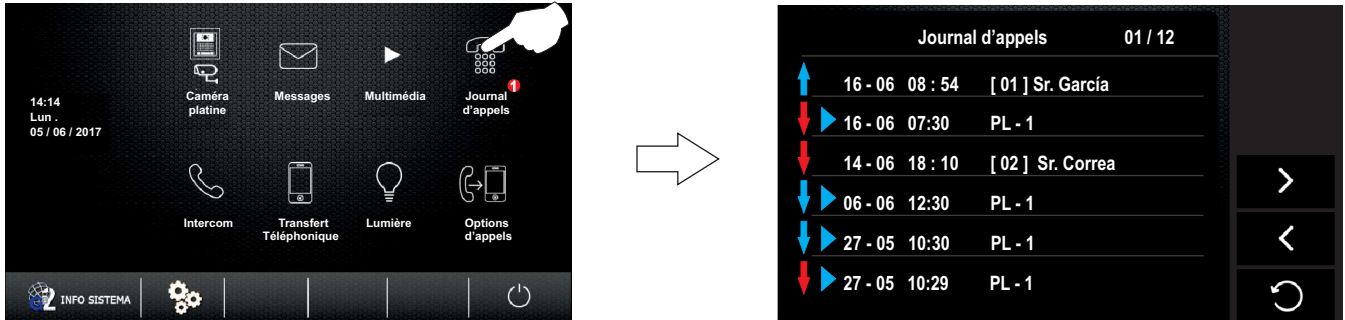 Caméra
platine
Messages
Multimédia
Journal
d'appels
1
14:14
Lun .
05 / 06 / 2017
Intercom
Transfert
Téléphonique
Lumière
Options
d'appels
INFO SISTEMA
Journal d'appels 01 / 12
16 - 06 08 : 54 [ 01 ] Sr. García
16 - 06 07:30 PL - 1
14 - 06 18 : 10 [ 02 ] Sr. Correa
06 - 06 12:30 PL - 1
27 - 05 10:30 PL - 1
27 - 05 10:29 PL - 1